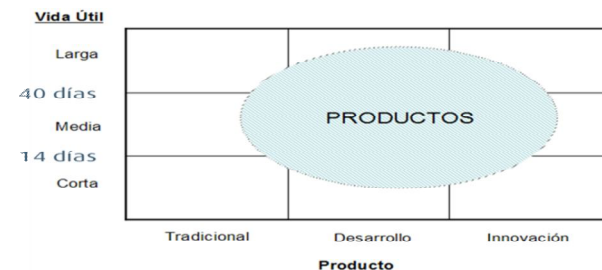 Vida Útil
Larga
40 días
Media
14 días
Corta
PRODUCTOS
Tradicional
Desarrollo
Innovación
Producto